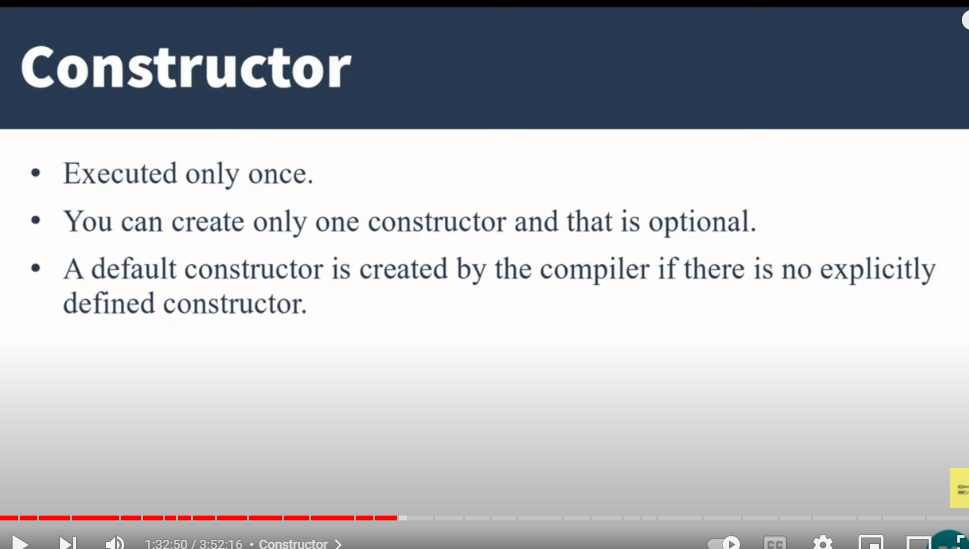 Constructor
• Executed only once.
• You can create only one constructor and that is optional.
• A default constructor is created by the compiler if there is no explicitly
defined constructor.
1:32:50 / 3:52:16 • Constructor >
CC